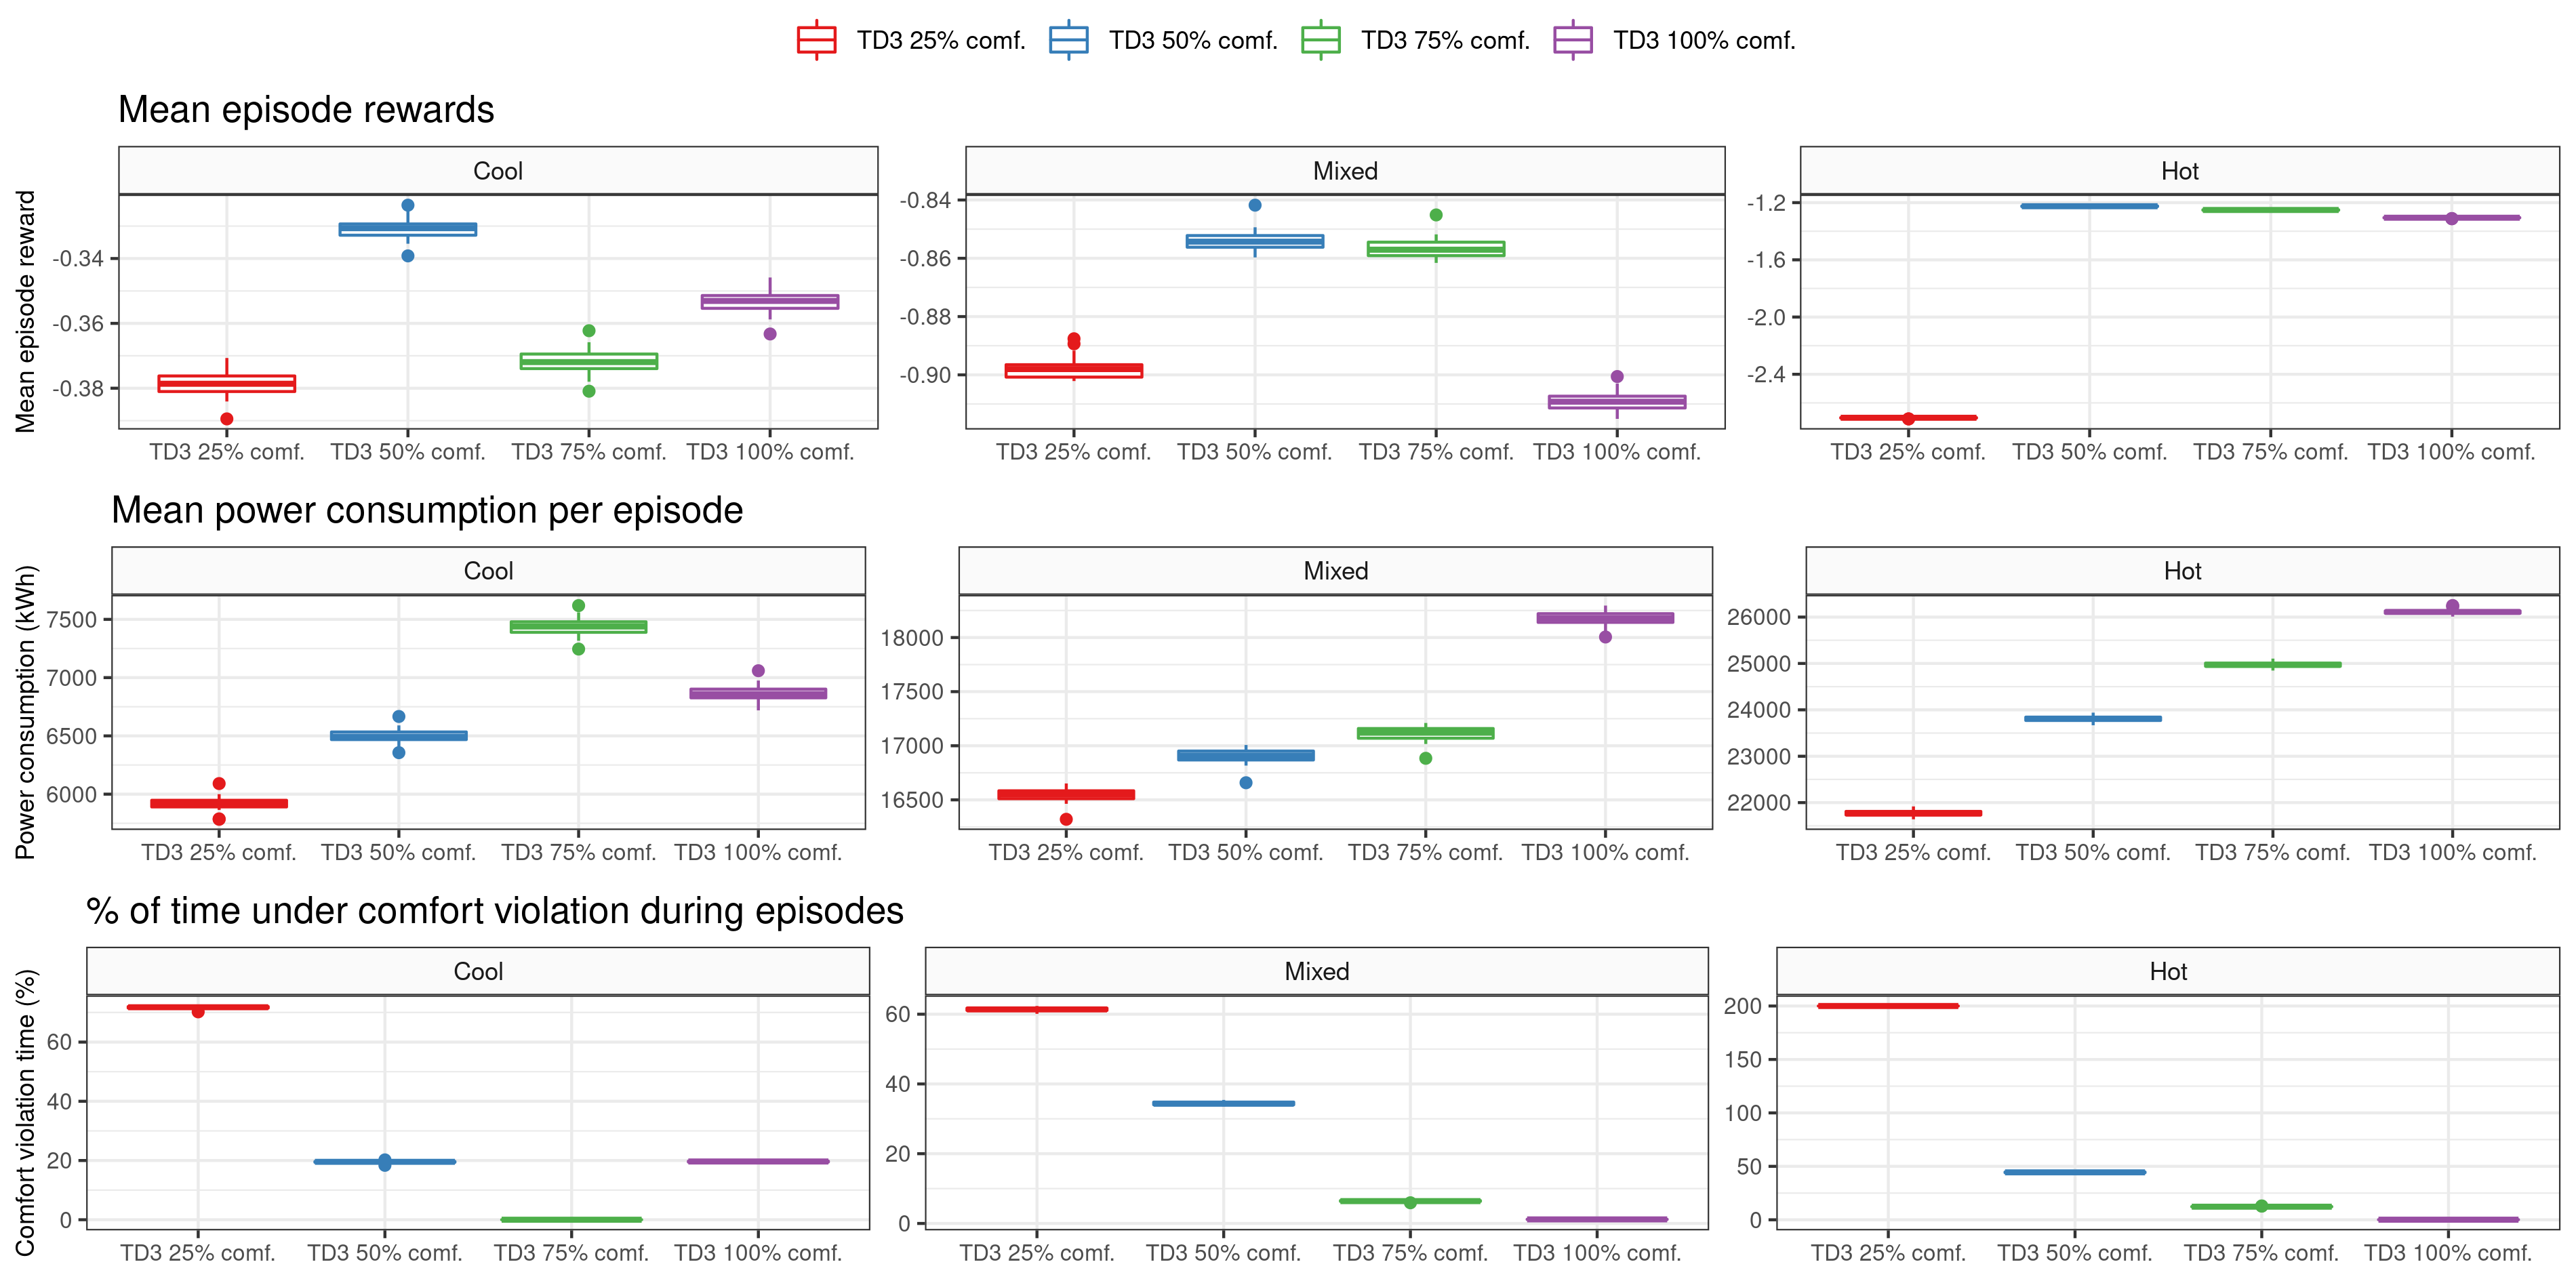 TD3 25% comf. TD3 50% comf. TD3 75% comf. TD3 100% comf.
Mean episode rewards
Cool Mixed Hot
Mean episode reward
-0.34
-0.36
-0.38
-0.84
-0.86
-0.88
-0.90
-1.2
-1.6
-2.0
-2.4
TD3 25% comf. TD3 50% comf. TD3 75% comf. TD3 100% comf. TD3 25% comf. TD3 50% comf. TD3 75% comf. TD3 100% comf. TD3 25% comf. TD3 50% comf. TD3 75% comf. TD3 100% comf.
Mean power consumption per episode
Cool Mixed Hot
Power consumption (kWh)
7500
7000
6500
6000
18000
17500
17000
16500
26000
25000
24000
23000
22000
TD3 25% comf. TD3 50% comf. TD3 75% comf. TD3 100% comf. TD3 25% comf. TD3 50% comf. TD3 75% comf. TD3 100% comf. TD3 25% comf. TD3 50% comf. TD3 75% comf. TD3 100% comf.
% of time under comfort violation during episodes
Cool Mixed Hot
Comfort violation time (%)
60
40
20
0
60
40
20
0
200
150
100
50
0
TD3 25% comf. TD3 50% comf. TD3 75% comf. TD3 100% comf. TD3 25% comf. TD3 50% comf. TD3 75% comf. TD3 100% comf. TD3 25% comf. TD3 50% comf. TD3 75% comf. TD3 100% comf.